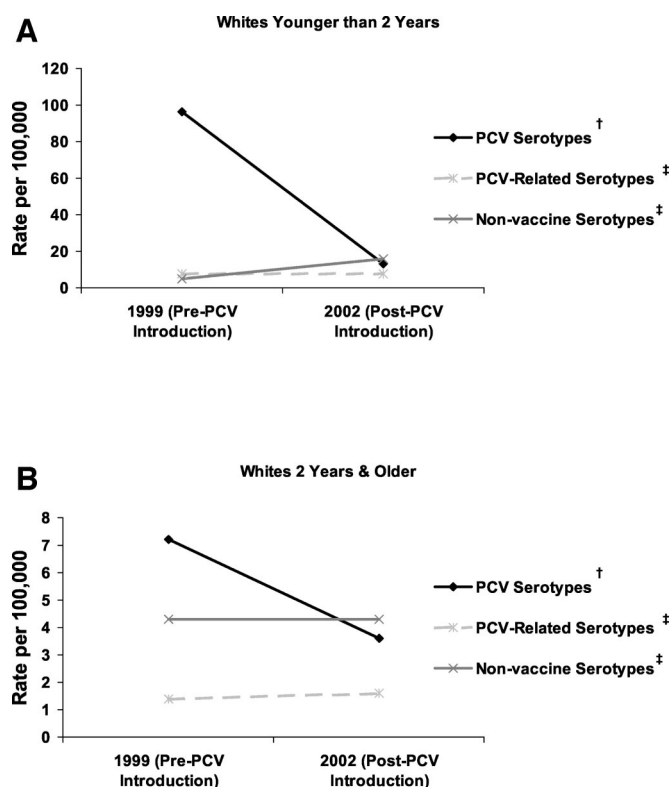 A
Whites Younger than 2 Years
Rate per 100,000
120
100
80
60
40
20
0
1999 (Pre-PCV
Introduction)
2002 (Post-PCV
Introduction)
PCV Serotypes †
PCV-Related Serotypes ‡
Non-vaccine Serotypes ‡
B
Whites 2 Years & Older
Rate per 100,000
8
7
6
5
4
3
2
1
0
1999 (Pre-PCV
Introduction)
2002 (Post-PCV
Introduction)
PCV Serotypes †
PCV-Related Serotypes ‡
Non-vaccine Serotypes ‡